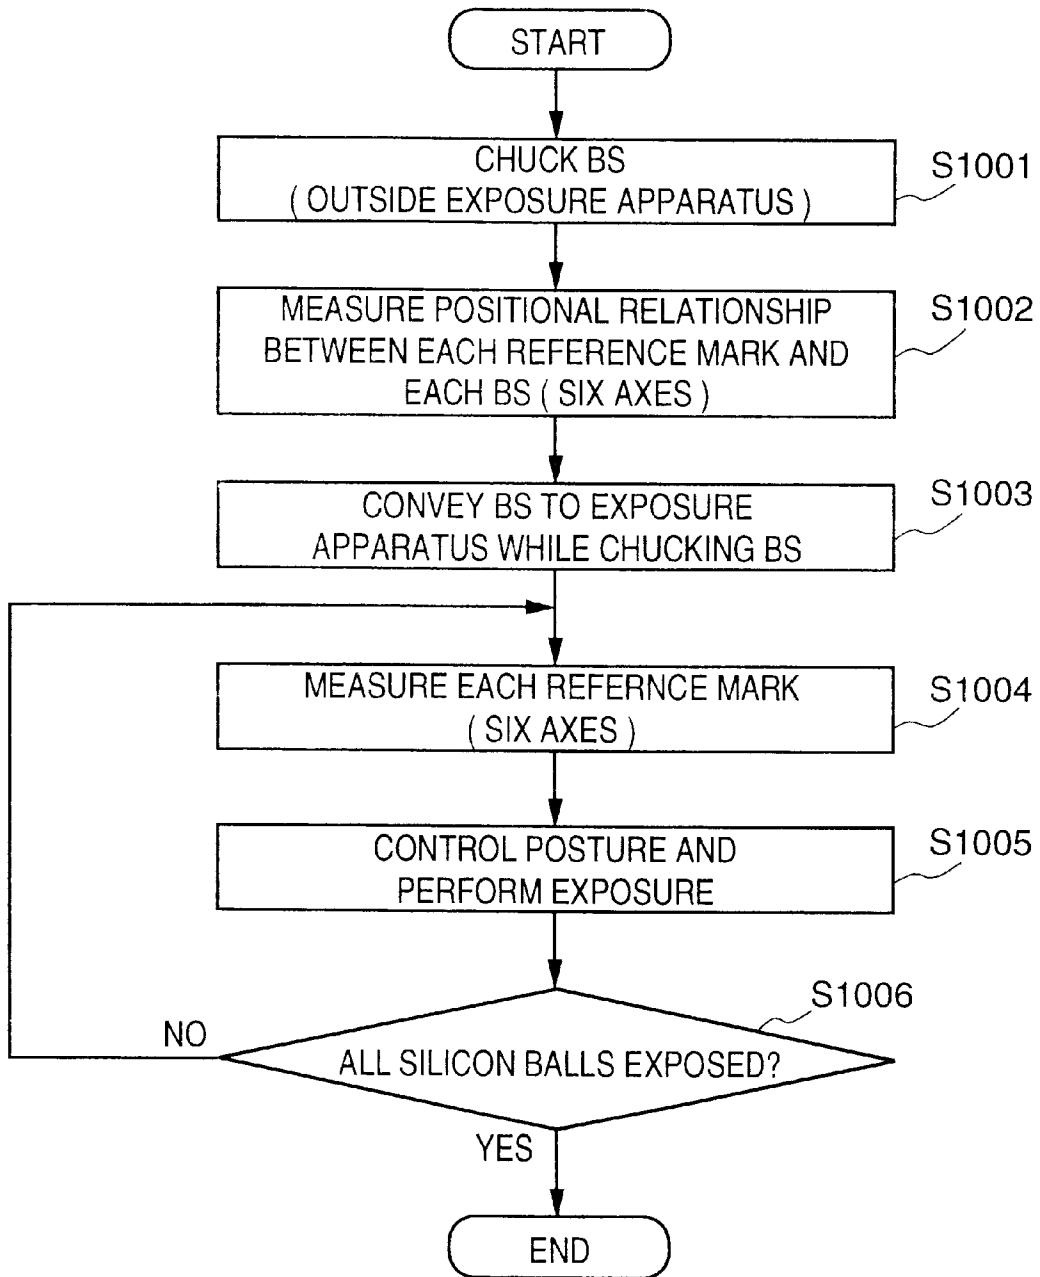 START
CHUCK BS
( OUTSIDE EXPOSURE APPARATUS )
S1001
MEASURE POSITIONAL RELATIONSHIP
BETWEEN EACH REFERENCE MARK AND
EACH BS ( SIX AXES )
S1002
CONVEY BS TO EXPOSURE
APPARATUS WHILE CHUCKING BS
S1003
MEASURE EACH REFERNCE MARK
( SIX AXES )
S1004
CONTROL POSTURE AND
PERFORM EXPOSURE
S1005
S1006
NO
ALL SILICON BALLS EXPOSED?
YES
END